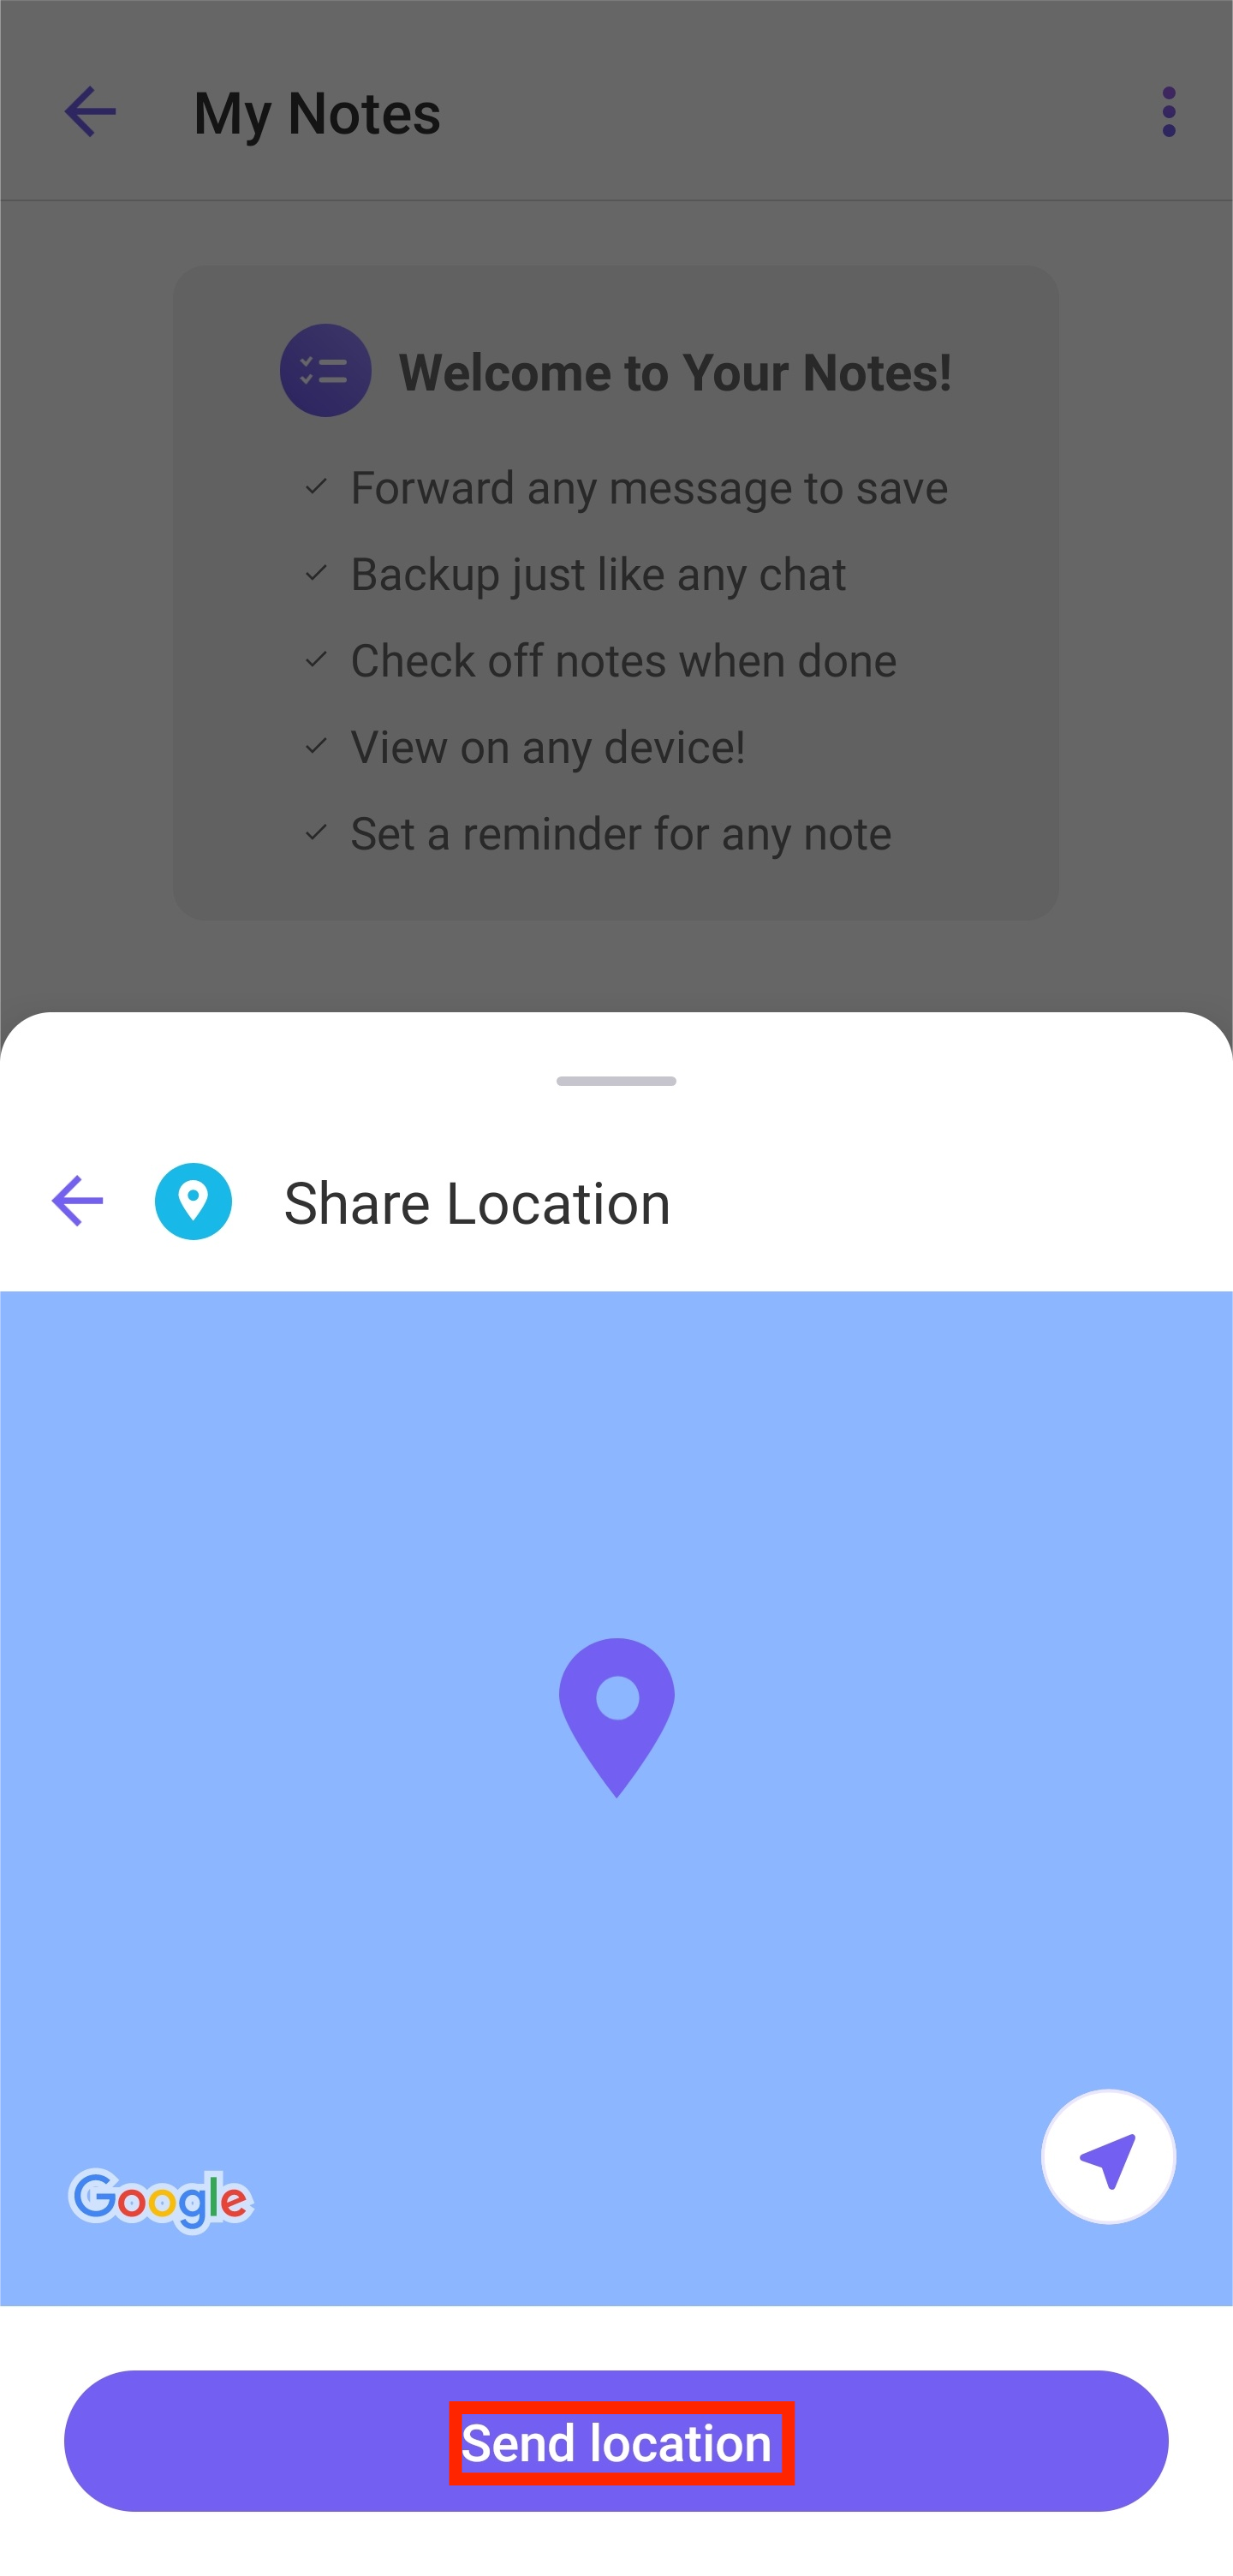 My Notes
Welcome to Your Notes!
Forward any message to save
Backup just like any chat
Check off notes when done
View on any device!
Set a reminder for any note
Share Location
Google
Send location